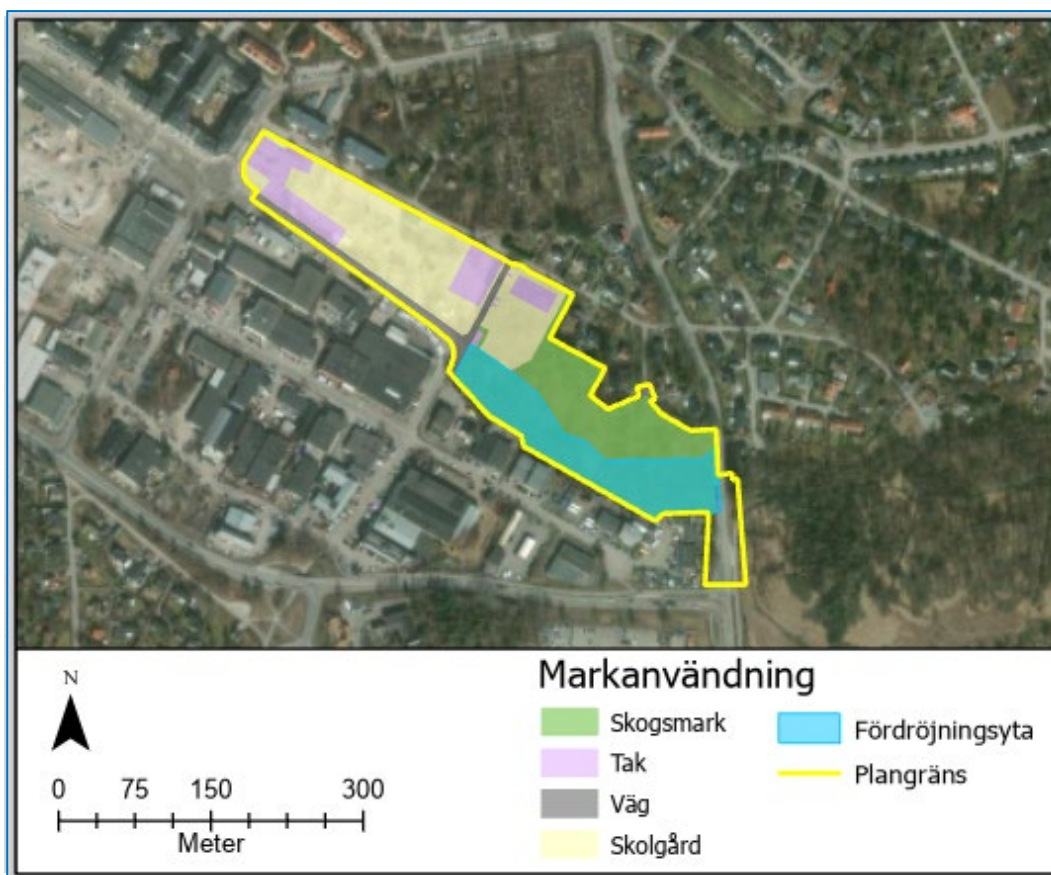 N
0 75 150 300
Meter
Markanvändning
Skogsmark
Tak
Väg
Skolgård
Fördröjningsyta
Plangräns